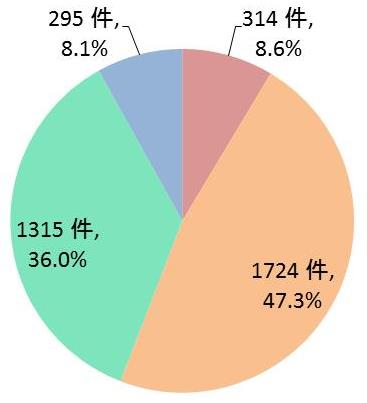 295 件,
8.1%
314 件,
8.6%
1315 件,
36.0%
1724 件,
47.3%